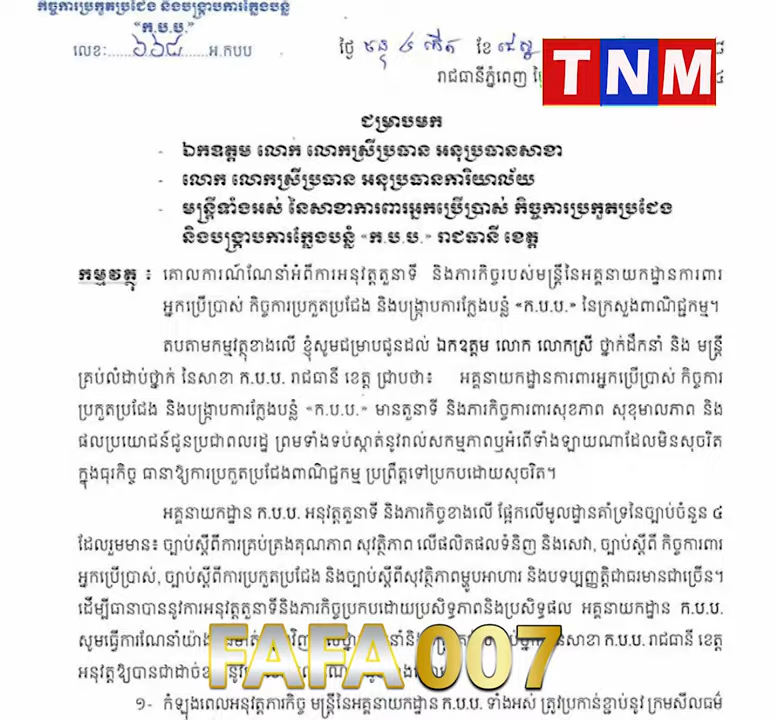 កិច្ចការប្រកួតប្រជែង និងបង្ក្រាបការក្លែងបន្លំ
“ក.ប.ប.”
លេខៈ......៦៦៨......អ.កបប
ថ្ងៃ ពុធ ៤ កើត ខែ
រាជធានីភ្នំពេញ
TNM
ជម្រាបមក
- ឯកឧត្តម លោក លោកស្រីប្រធាន អនុប្រធានសាខា
- លោក លោកស្រីប្រធាន អនុប្រធានការិយាល័យ
- មន្ត្រីទាំងអស់ នៃសាខាការពារអ្នកប្រើប្រាស់ កិច្ចការប្រកួតប្រជែង
និងបង្ក្រាបការក្លែងបន្លំ “ក.ប.ប.” រាជធានី ខេត្ត
កម្មវត្ថុ ៖ គោលការណ៍ណែនាំអំពីការអនុវត្តតួនាទី និងភារកិច្ចរបស់មន្ត្រីនៃអគ្គនាយកដ្ឋានការពារ
អ្នកប្រើប្រាស់ កិច្ចការប្រកួតប្រជែង និងបង្ក្រាបការក្លែងបន្លំ “ក.ប.ប.” នៃក្រសួងពាណិជ្ជកម្ម។
តបតាមកម្មវត្ថុខាងលើ ខ្ញុំសូមជម្រាបជូនដល់ ឯកឧត្តម លោក លោកស្រី ថ្នាក់ដឹកនាំ និង មន្ត្រី
គ្រប់លំដាប់ថ្នាក់ នៃសាខា ក.ប.ប. រាជធានី ខេត្ត ជ្រាបថា៖ អគ្គនាយកដ្ឋានការពារអ្នកប្រើប្រាស់ កិច្ចការ
ប្រកួតប្រជែង និងបង្ក្រាបការក្លែងបន្លំ “ក.ប.ប.” មានតួនាទី និងភារកិច្ចការពារសុខភាព សុខុមាលភាព និង
ផលប្រយោជន៍ជូនប្រជាពលរដ្ឋ ព្រមទាំងទប់ស្កាត់នូវរាល់សកម្មភាពឬអំពើទាំងឡាយណាដែលមិនសុចរិត
ក្នុងធុរកិច្ច ធានាឱ្យការប្រកួតប្រជែងពាណិជ្ជកម្ម ប្រព្រឹត្តទៅប្រកបដោយសុចរិត។
អគ្គនាយកដ្ឋាន ក.ប.ប. អនុវត្តតួនាទី និងភារកិច្ចខាងលើ ផ្អែកលើមូលដ្ឋានគាំទ្រនៃច្បាប់ចំនួន ៤
ដែលរួមមាន៖ ច្បាប់ស្តីពីការគ្រប់គ្រងគុណភាព សុវត្ថិភាព លើផលិតផលទំនិញ និងសេវា, ច្បាប់ស្តីពី កិច្ចការពារ
អ្នកប្រើប្រាស់, ច្បាប់ស្តីពីការប្រកួតប្រជែង និងច្បាប់ស្តីពីសុវត្ថិភាពម្ហូបអាហារ និងបទប្បញ្ញត្តិជាធរមានជាច្រើន។
ដើម្បីធានាបាននូវការអនុវត្តតួនាទីនិងភារកិច្ចប្រកបដោយប្រសិទ្ធភាពនិងប្រសិទ្ធផល អគ្គនាយកដ្ឋាន ក.ប.ប.
សូមធ្វើការណែនាំយ៉ាង សាខា ក.ប.ប. រាជធានី ខេត្ត
អនុវត្តឱ្យបានជាដាច់ខាត
FAFA 007
១- កំឡុងពេលអនុវត្តភារកិច្ច មន្ត្រីនៃអគ្គនាយកដ្ឋាន ក.ប.ប. ទាំងអស់ ត្រូវប្រកាន់ខ្ជាប់នូវ ក្រមសីលធម៌